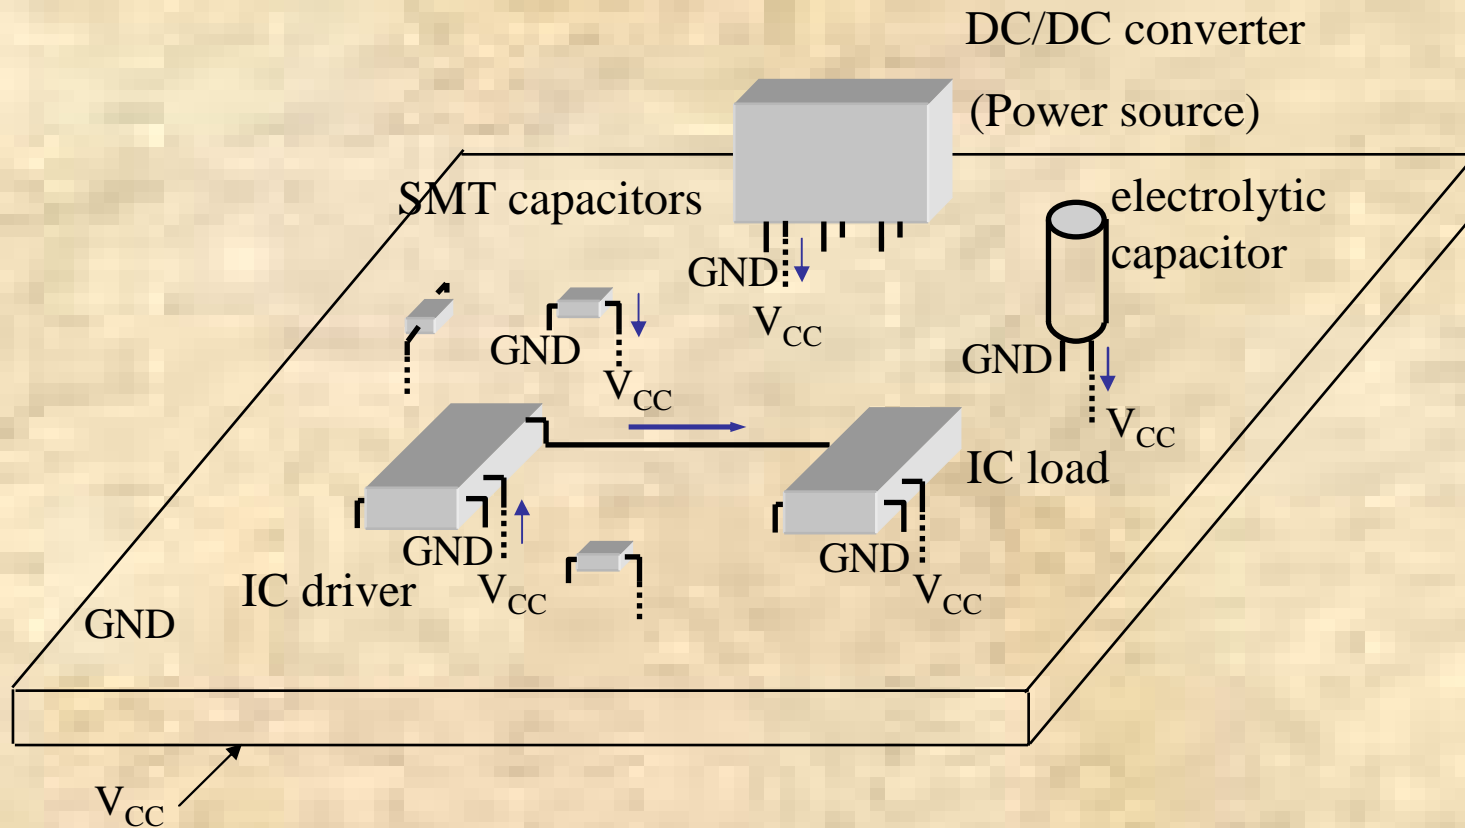 DC/DC converter
(Power source)
SMT capacitors
electrolytic
capacitor
GND
VCC
GND
VCC
GND
VCC
IC load
GND
VCC
GND
VCC
IC driver
GND
VCC